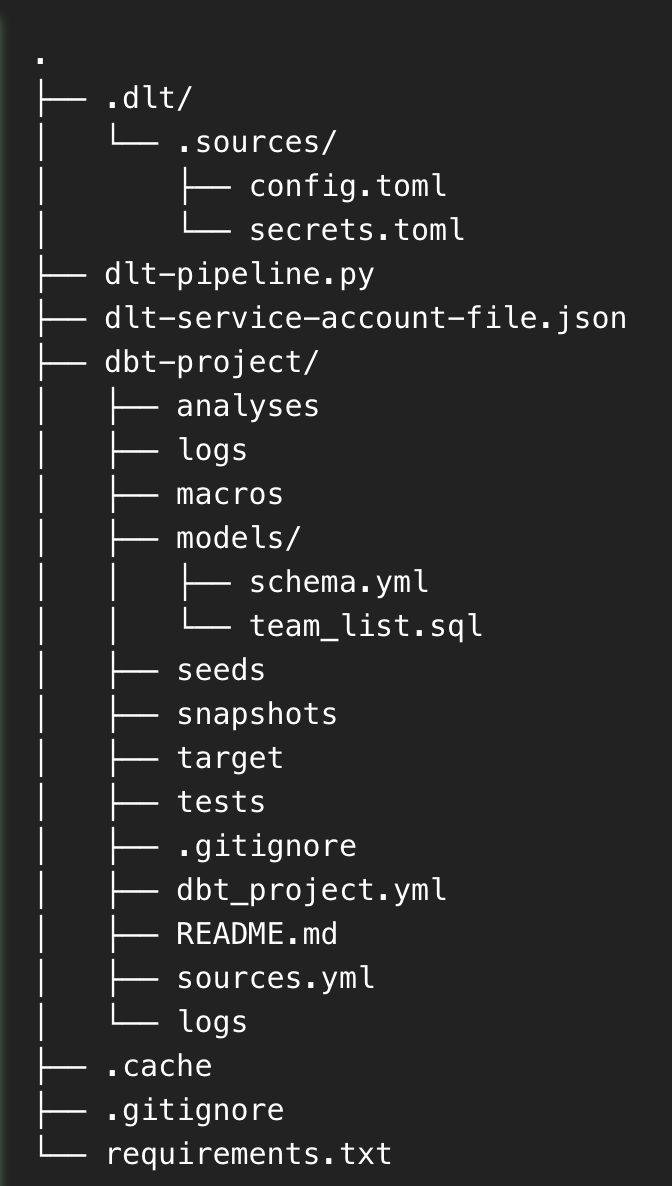 .
├── .dlt/
│   └── .sources/
│       ├── config.toml
│       └── secrets.toml
├── dlt-pipeline.py
├── dlt-service-account-file.json
├── dbt-project/
│   ├── analyses
│   ├── logs
│   ├── macros
│   ├── models/
│   │   ├── schema.yml
│   │   └── team_list.sql
│   ├── seeds
│   ├── snapshots
│   ├── target
│   ├── tests
│   ├── .gitignore
│   ├── dbt_project.yml
│   ├── README.md
│   ├── sources.yml
│   └── logs
├── .cache
├── .gitignore
└── requirements.txt